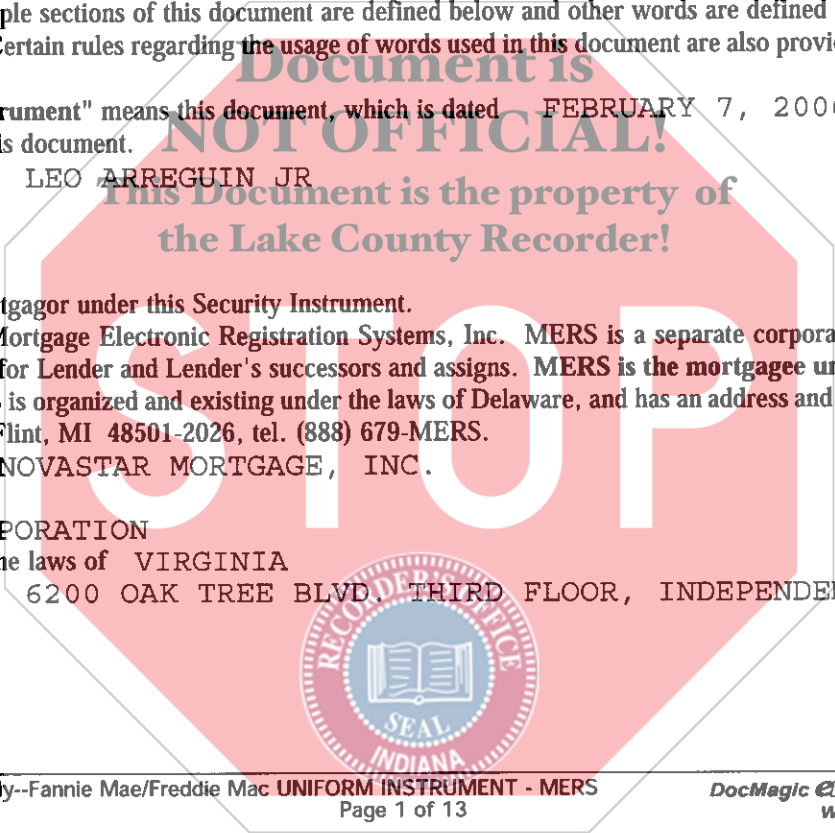 ple sections of this document are defined below and other words are defined
ertain rules regarding the usage of words used in this document are also provi
Document is
rument" means this document, which is dated FEBRUARY 7, 200
NOT OFFICIAL!
is document.
LEO ARREGUIN JR
This Document is the property of
the Lake County Recorder!
tgagor under this Security Instrument.
Mortgage Electronic Registration Systems, Inc. MERS is a separate corpora
for Lender and Lender's successors and assigns. MERS is the mortgagee u
is organized and existing under the laws of Delaware, and has an address and
Flint, MI 48501-2026, tel. (888) 679-MERS.
STOP
NOVASTAR MORTGAGE, INC.
PORATION
e laws of VIRGINIA
6200 OAK TREE BLVD. THIRD FLOOR, INDEPENDE
RECORDER'S OFFICE
SEAL
INDIANA
y--Fannie Mae/Freddie Mac UNIFORM INSTRUMENT - MERS
DocMagic
Page 1 of 13
w